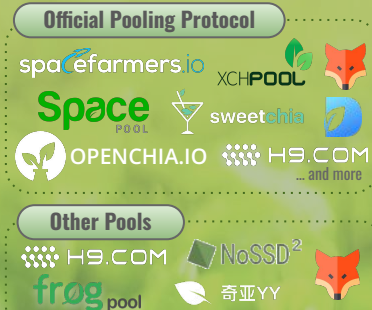 Official Pooling Protocol
spacefarmers.io
XCHPOOL
Space
POOL
sweetchia
OPENCHIA.IO
H9.COM
... and more
Other Pools
H9.COM
NoSSD²
frog pool
奇亚YY